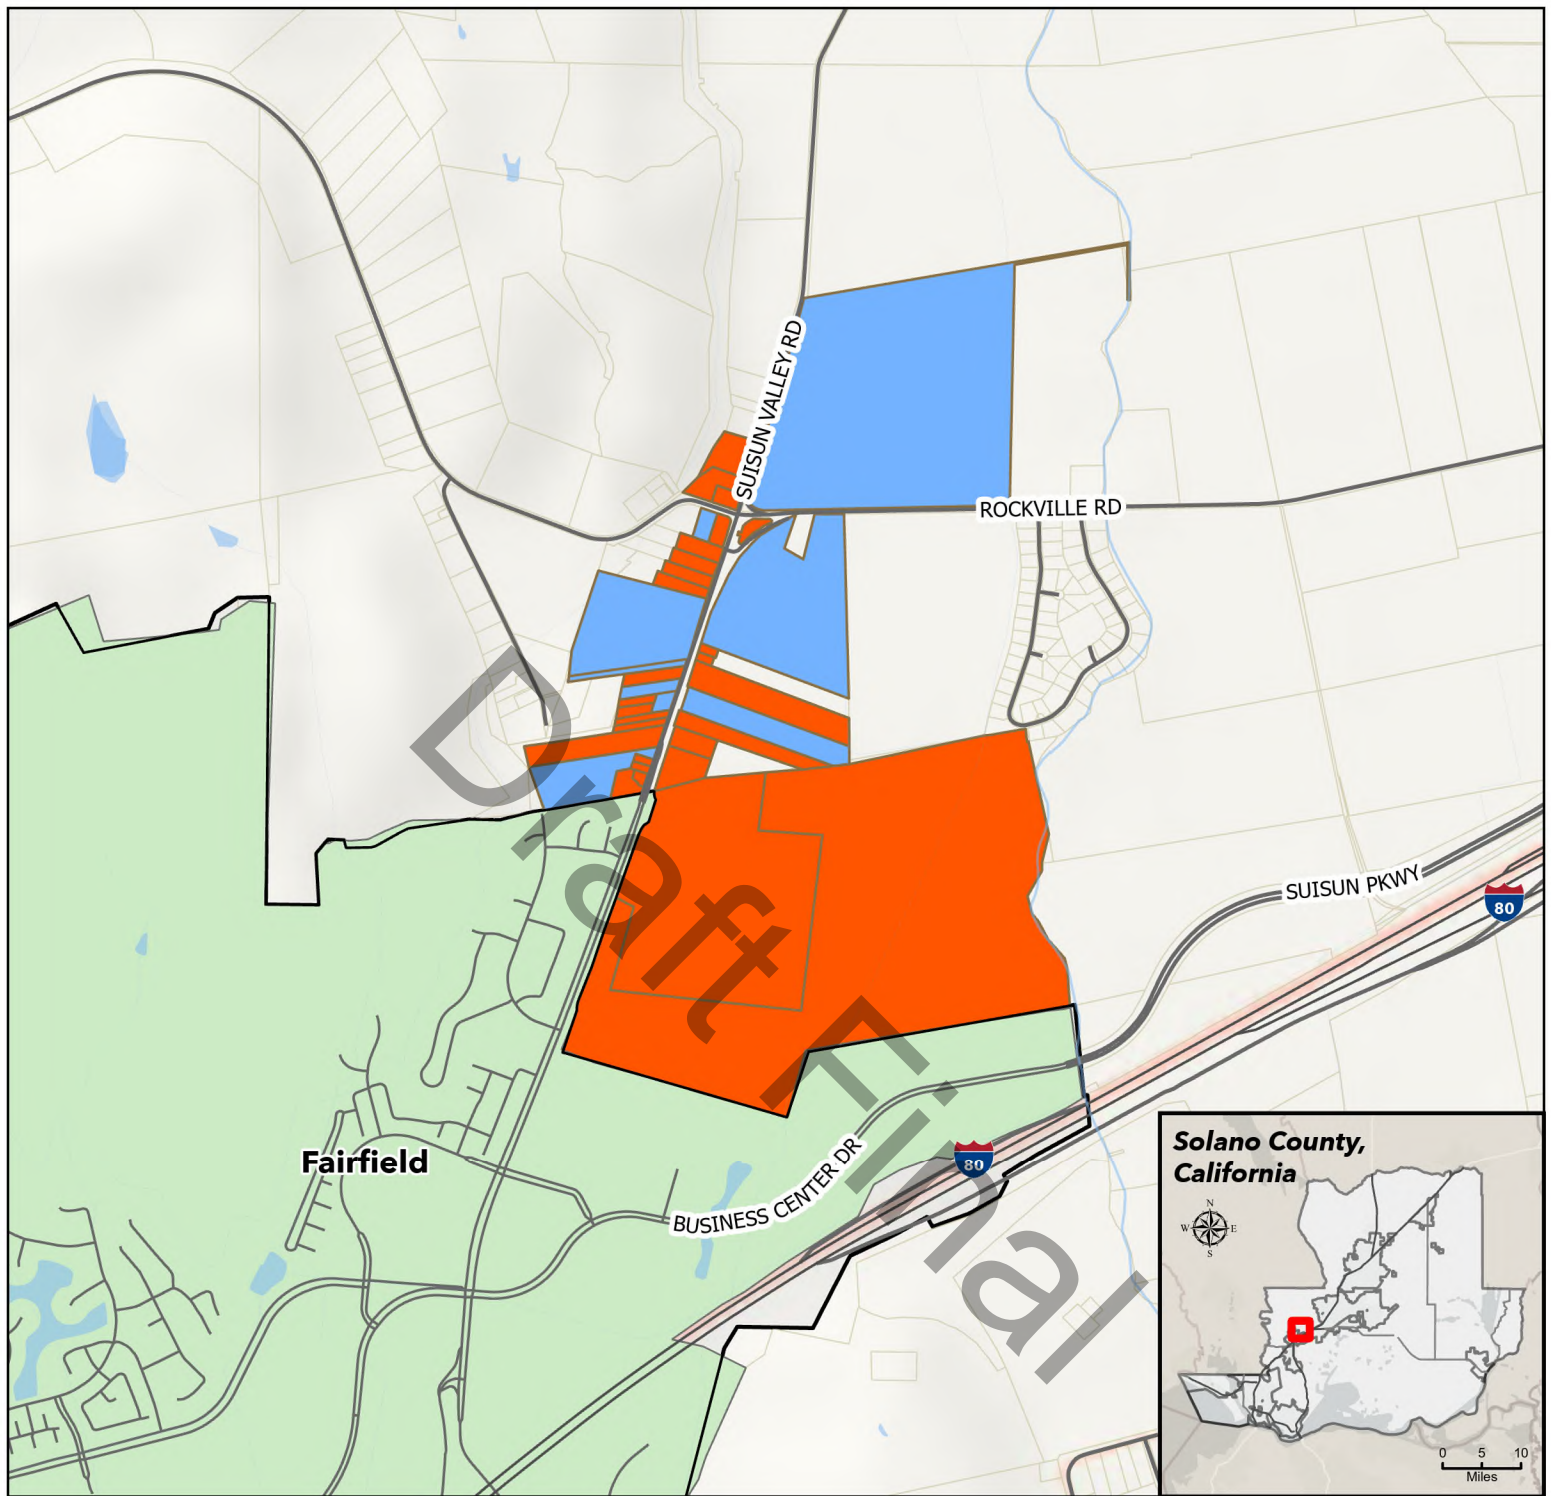 SUISUN VALLEY RD
ROCKVILLE RD
SUISUN PKWY
80
80
BUSINESS CENTER DR
Fairfield
Draft Final
Solano County,
California
N
W E
S
0 5 10
Miles